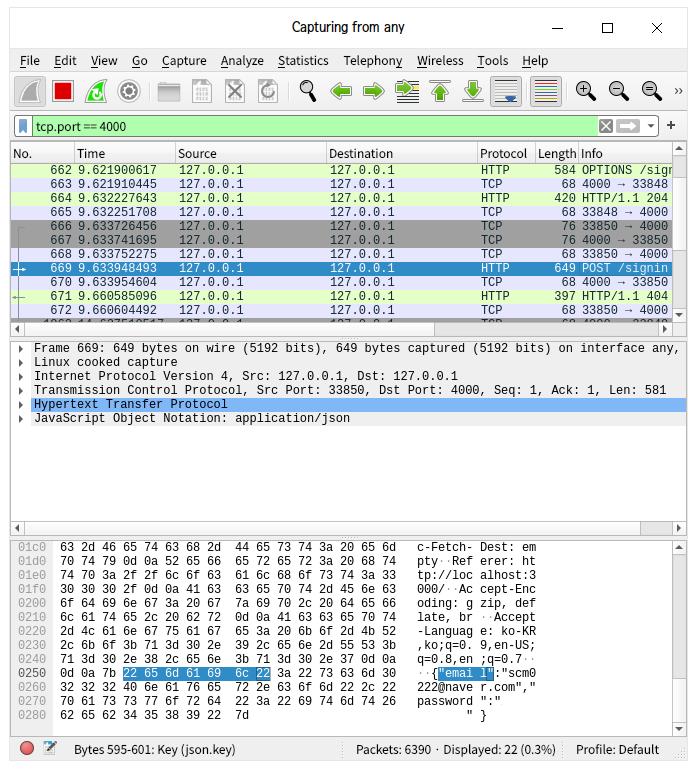 Capturing from any
File Edit View Go Capture Analyze Statistics Telephony Wireless Tools Help
tcp.port == 4000
No. Time Source Destination Protocol Length Info
662 9.621900617 127.0.0.1 127.0.0.1 HTTP 584 OPTIONS /sigr
663 9.621910445 127.0.0.1 127.0.0.1 TCP 68 4000 → 33848
664 9.632227643 127.0.0.1 127.0.0.1 HTTP 420 HTTP/1.1 204
665 9.632251708 127.0.0.1 127.0.0.1 TCP 68 33848 → 4000
666 9.633726456 127.0.0.1 127.0.0.1 TCP 76 33850 → 4000
667 9.633741695 127.0.0.1 127.0.0.1 TCP 76 4000 → 33850
668 9.633752275 127.0.0.1 127.0.0.1 TCP 68 33850 → 4000
669 9.633948493 127.0.0.1 127.0.0.1 HTTP 649 POST /signin
670 9.633954604 127.0.0.1 127.0.0.1 TCP 68 4000 → 33850
671 9.660585096 127.0.0.1 127.0.0.1 HTTP 397 HTTP/1.1 404
672 9.660604492 127.0.0.1 127.0.0.1 TCP 68 33850 → 4000
Frame 669: 649 bytes on wire (5192 bits), 649 bytes captured (5192 bits) on interface any,
Linux cooked capture
Internet Protocol Version 4, Src: 127.0.0.1, Dst: 127.0.0.1
Transmission Control Protocol, Src Port: 33850, Dst Port: 4000, Seq: 1, Ack: 1, Len: 581
Hypertext Transfer Protocol
JavaScript Object Notation: application/json
01c0 63 2d 46 65 74 63 68 2d 44 65 73 74 3a 20 65 6d c-Fetch- Dest: em
01d0 70 74 79 0d 0a 52 65 66 65 72 65 72 3a 20 68 74 pty··Ref erer: ht
01e0 74 70 3a 2f 2f 6c 6f 63 61 6c 68 6f 73 74 3a 33 tp://loc alhost:3
01f0 30 30 30 2f 0d 0a 41 63 63 65 70 74 2d 45 6e 63 000/··Ac cept-Enc
0200 6f 64 69 6e 67 3a 20 67 7a 69 70 2c 20 64 65 66 oding: g zip, def
0210 6c 61 74 65 2c 20 62 72 0d 0a 41 63 63 65 70 74 late, br ··Accept
0220 2d 4c 61 6e 67 75 61 67 65 3a 20 6b 6f 2d 4b 52 -Languag e: ko-KR
0230 2c 6b 6f 3b 71 3d 30 2e 39 2c 65 6e 2d 55 53 3b ,ko;q=0. 9,en-US;
0240 71 3d 30 2e 38 2c 65 6e 3b 71 3d 30 2e 37 0d 0a q=0.8,en ;q=0.7··
0250 0d 0a 7b 22 65 6d 61 69 6c 22 3a 22 73 63 6d 30 ··{"emai l":"scm0
0260 32 32 32 40 6e 61 76 65 72 2e 63 6f 6d 22 2c 22 222@nave r.com","
0270 70 61 73 73 77 6f 72 64 22 3a 22 69 74 6d 74 26 password ":"
0280 62 65 62 34 35 38 39 22 7d " }
Bytes 595-601: Key (json.key) Packets: 6390 · Displayed: 22 (0.3%) Profile: Default